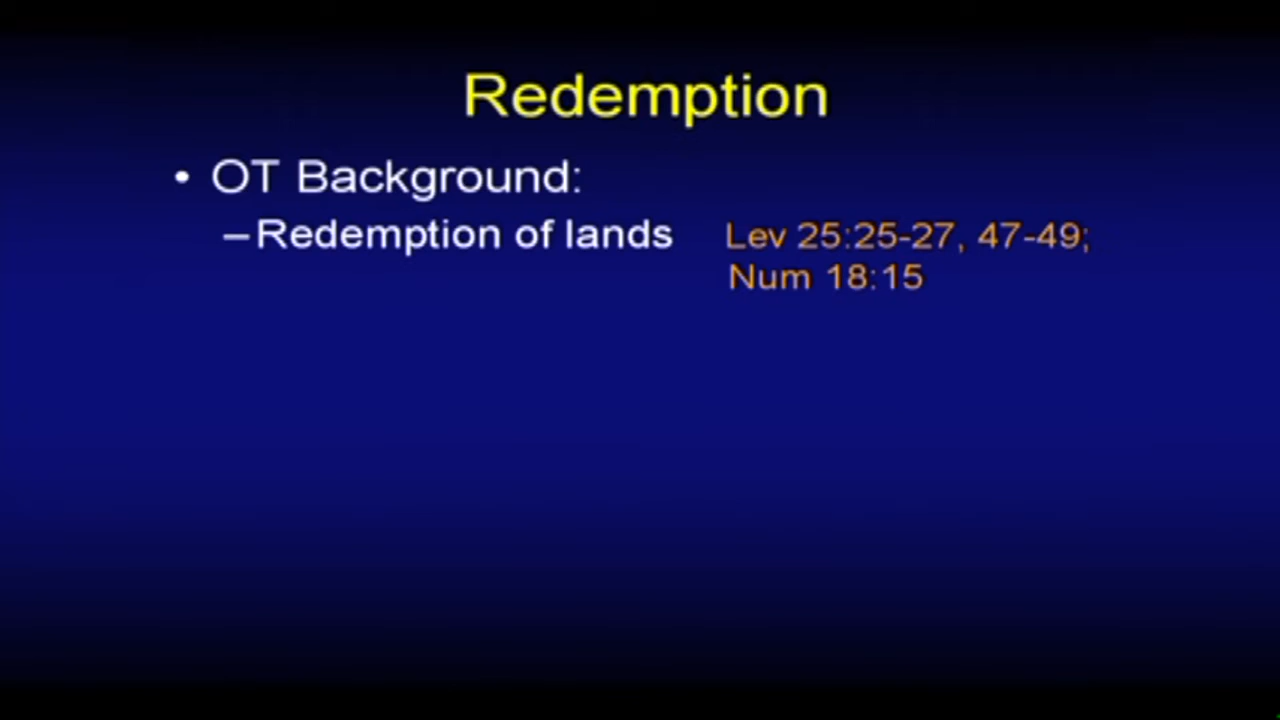 Redemption
• OT Background:
– Redemption of lands Lev 25:25-27, 47-49;
Num 18:15